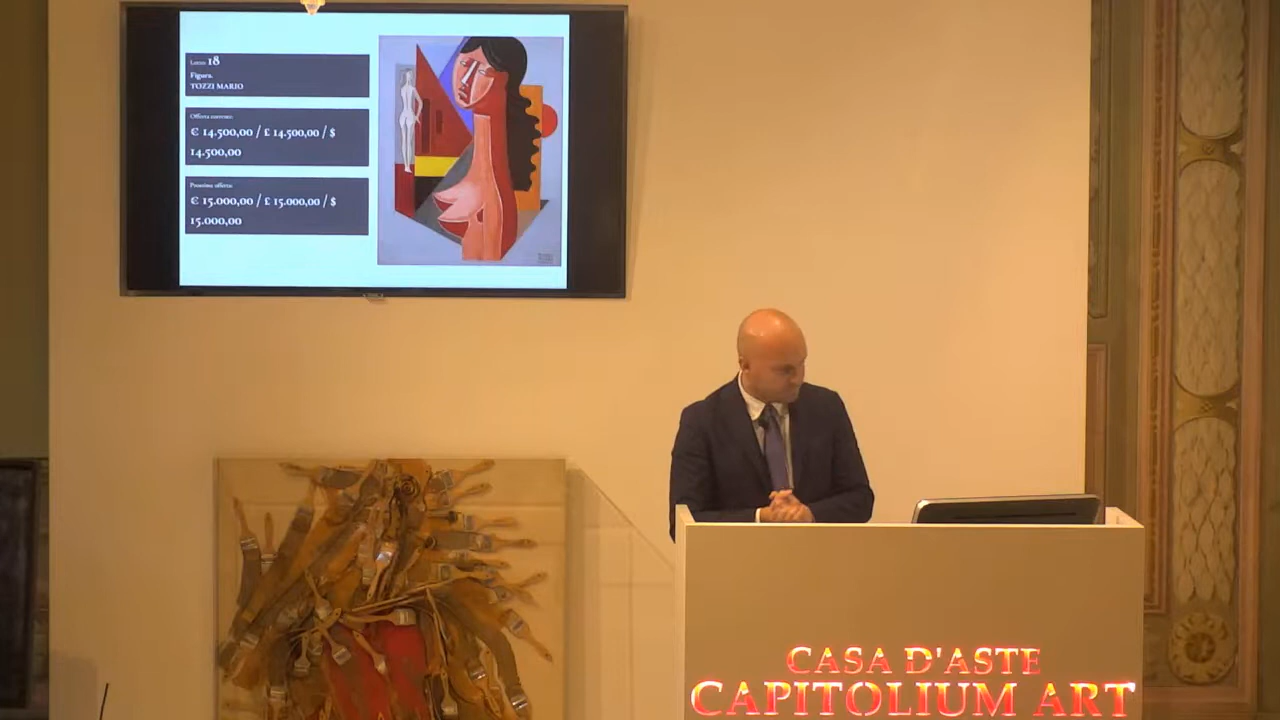 Lotto: 18
Figura.
TOZZI MARIO
Offerta corrente:
€ 14.500,00 / £ 14.500,00 / $
14.500,00
Prossima offerta:
€ 15.000,00 / £ 15.000,00 / $
15.000,00
CASA D'ASTE
CAPITOLIUM ART